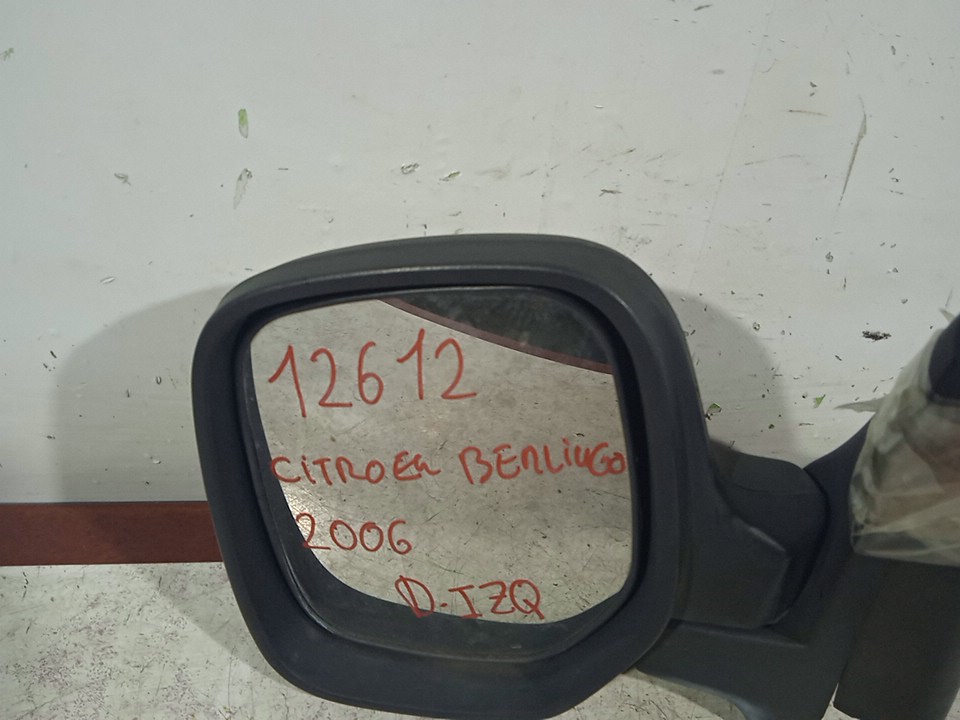 12612
CITROEN BERLINGO
2006
D-IZQ